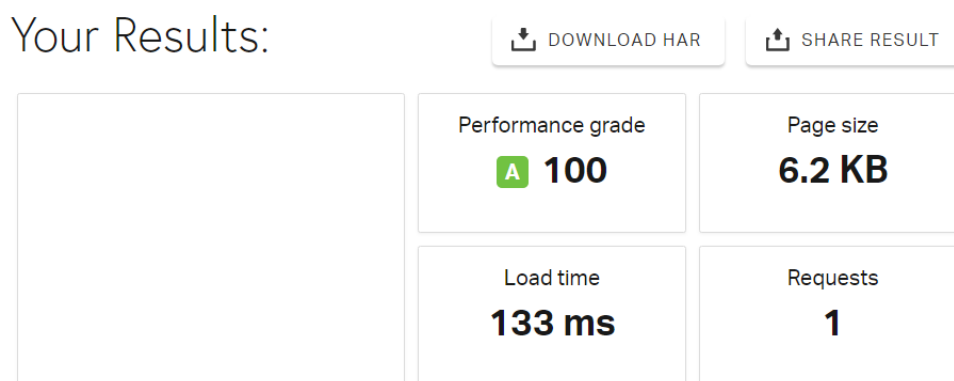 Your Results:
DOWNLOAD HAR
SHARE RESULT
Performance grade
A 100
Page size
6.2 KB
Load time
133 ms
Requests
1